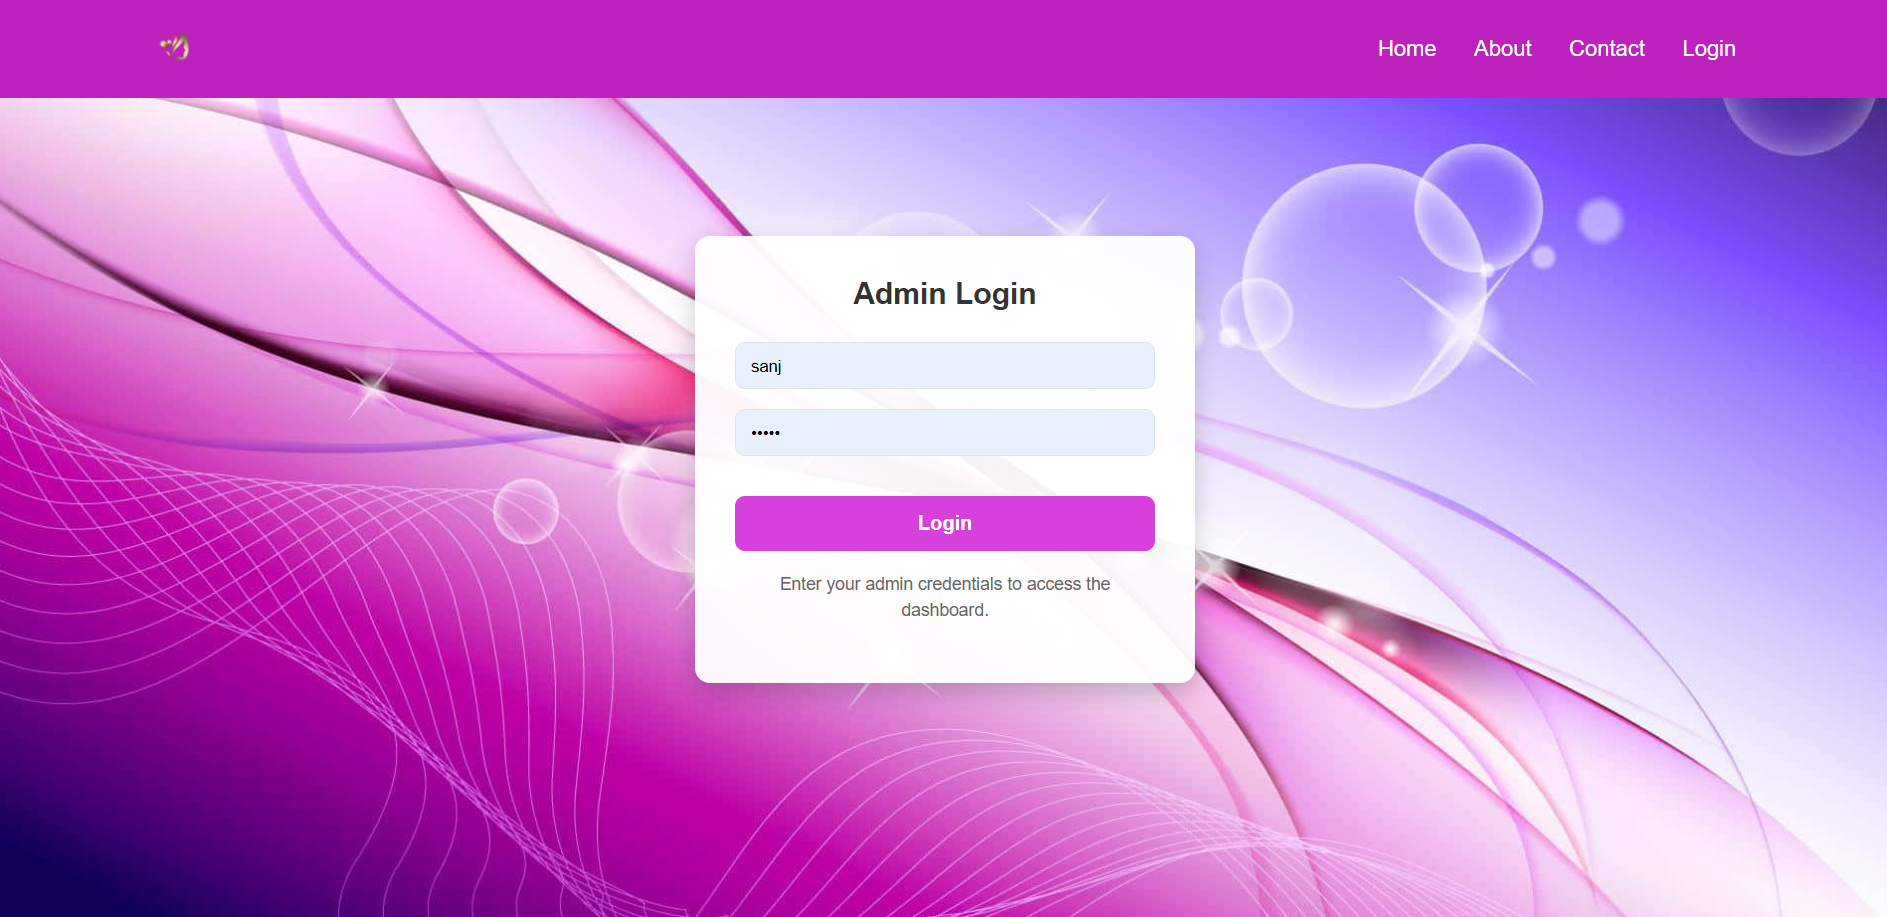 Home About Contact Login
Admin Login
sanj
•••••
Login
Enter your admin credentials to access the
dashboard.